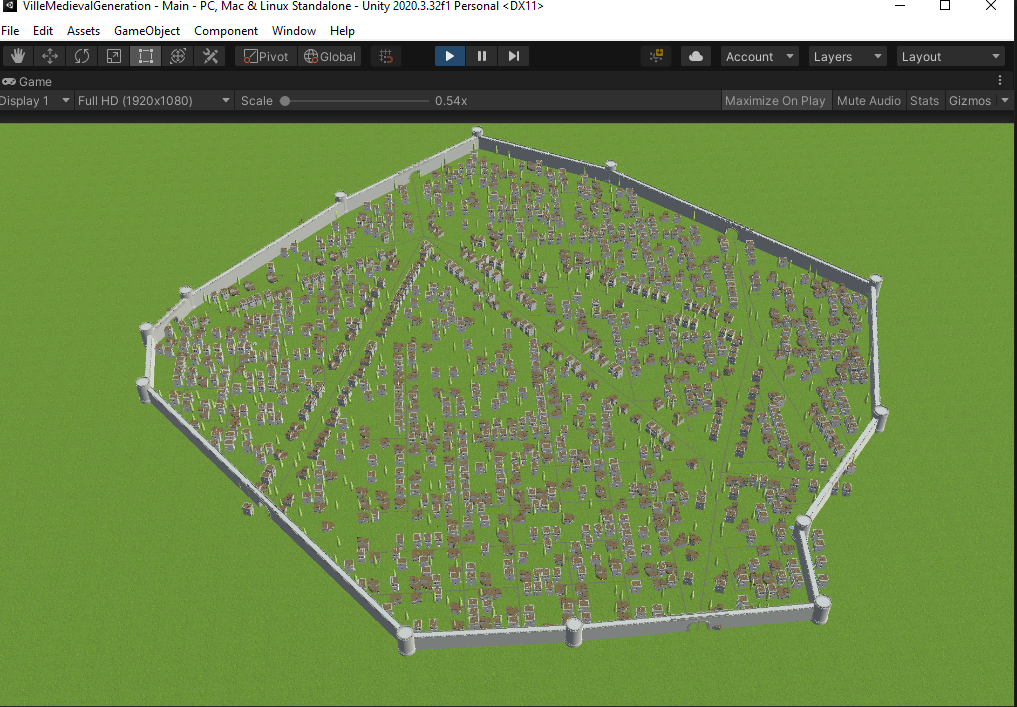 VilleMedievalGeneration - Main - PC, Mac & Linux Standalone - Unity 2020.3.32f1 Personal <DX11>
File Edit Assets GameObject Component Window Help
Pivot Global Account Layers Layout
Game
Display 1 Full HD (1920x1080) Scale 0.54x Maximize On Play Mute Audio Stats Gizmos